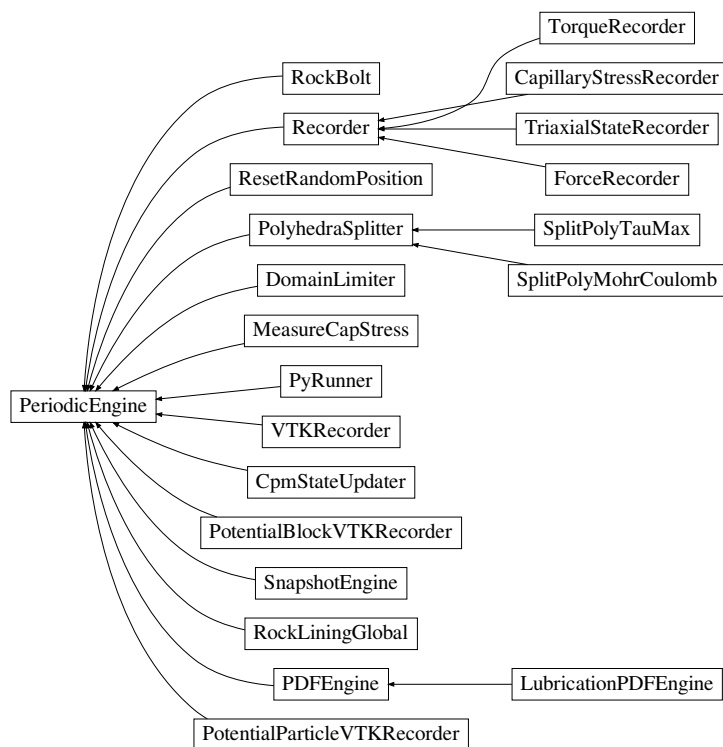 TorqueRecorder
RockBolt
CapillaryStressRecorder
Recorder
TriaxialStateRecorder
ResetRandomPosition
ForceRecorder
PolyhedraSplitter
SplitPolyTauMax
DomainLimiter
SplitPolyMohrCoulomb
MeasureCapStress
PyRunner
PeriodicEngine
VTKRecorder
CpmStateUpdater
PotentialBlockVTKRecorder
SnapshotEngine
RockLiningGlobal
PDFEngine
LubricationPDFEngine
PotentialParticleVTKRecorder